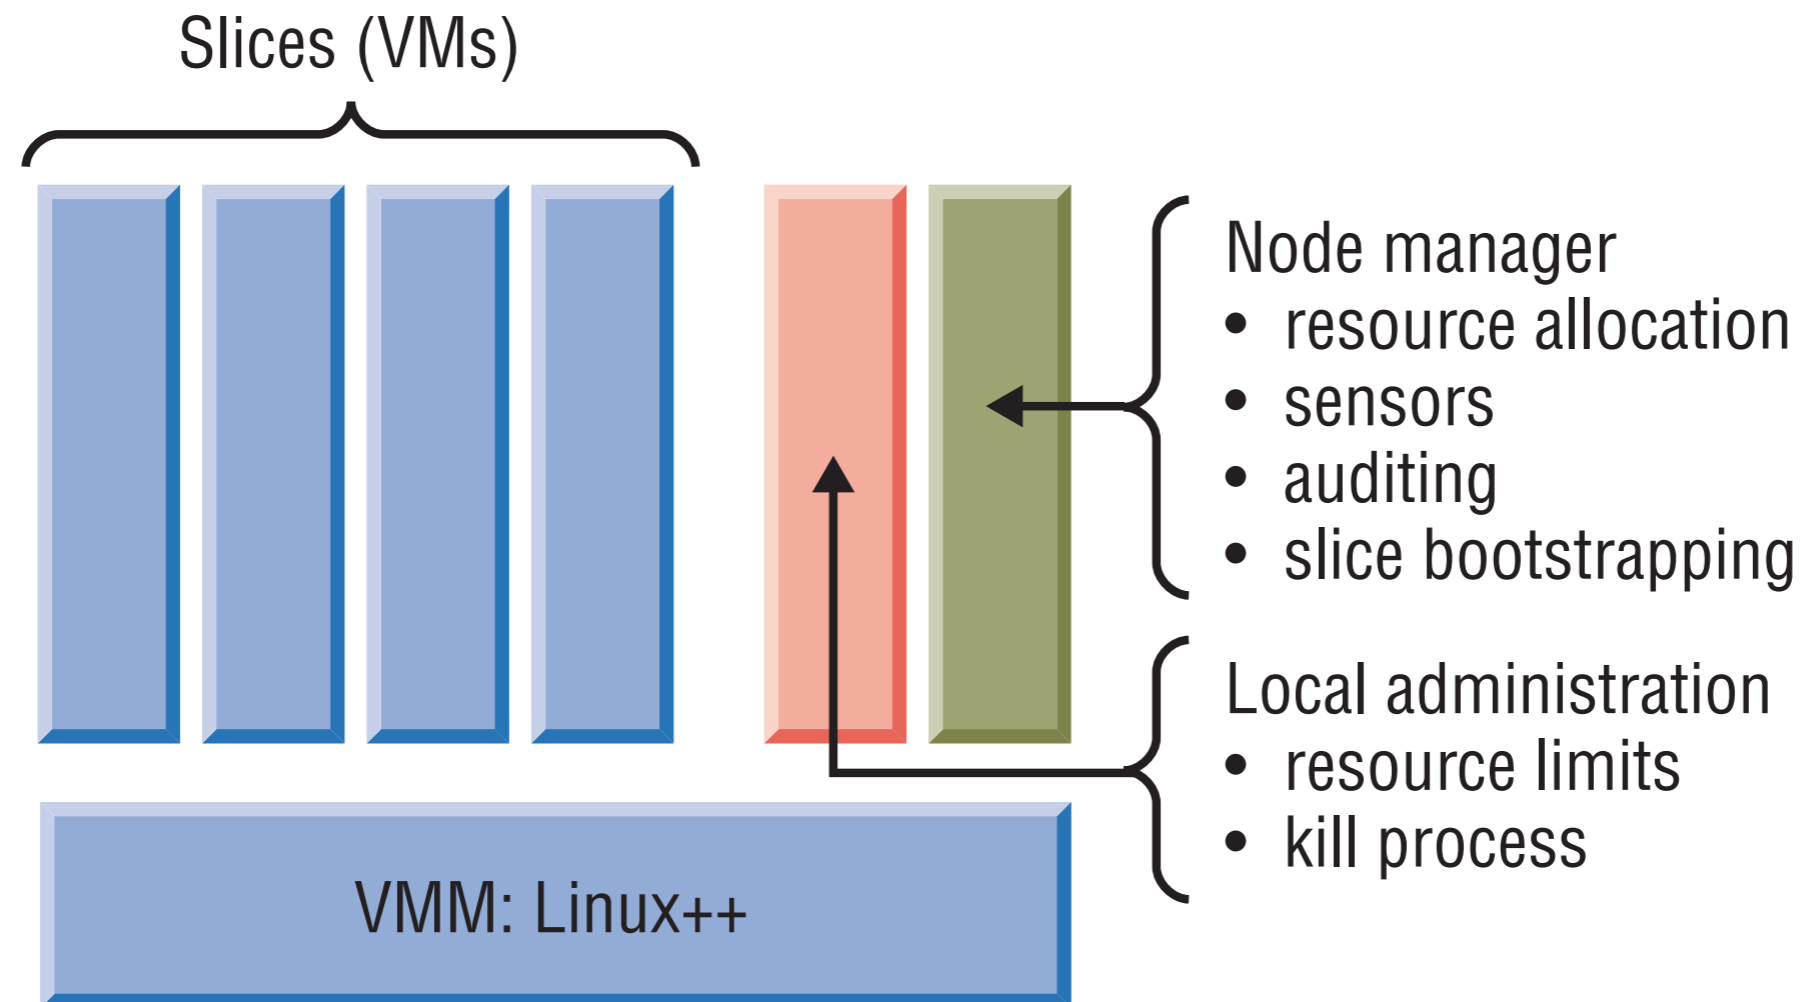 Slices (VMs)
Node manager
• resource allocation
• sensors
• auditing
• slice bootstrapping
Local administration
• resource limits
• kill process
VMM: Linux++